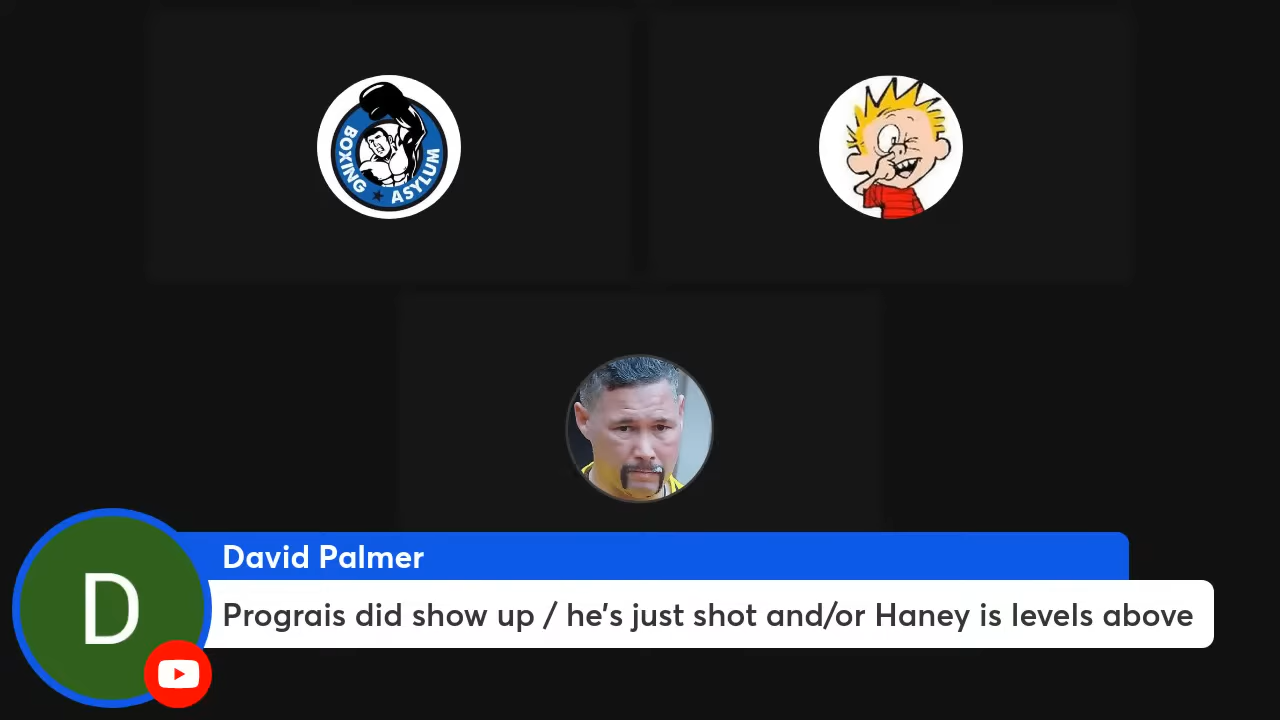 BOXING ASYLUM
David Palmer
D
Prograis did show up / he's just shot and/or Haney is levels above